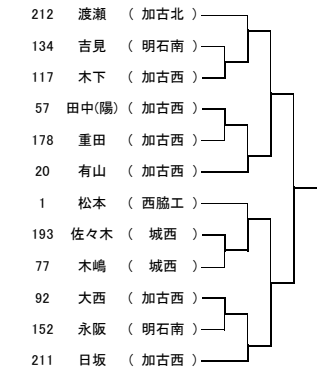 212 渡瀬 ( 加古北 )
134 吉見 ( 明石南 )
117 木下 ( 加古西 )
57 田中(陽) ( 加古西 )
178 重田 ( 加古西 )
20 有山 ( 加古西 )
1 松本 ( 西脇工 )
193 佐々木 ( 城西 )
77 木嶋 ( 城西 )
92 大西 ( 加古西 )
152 永阪 ( 明石南 )
211 日坂 ( 加古西 )